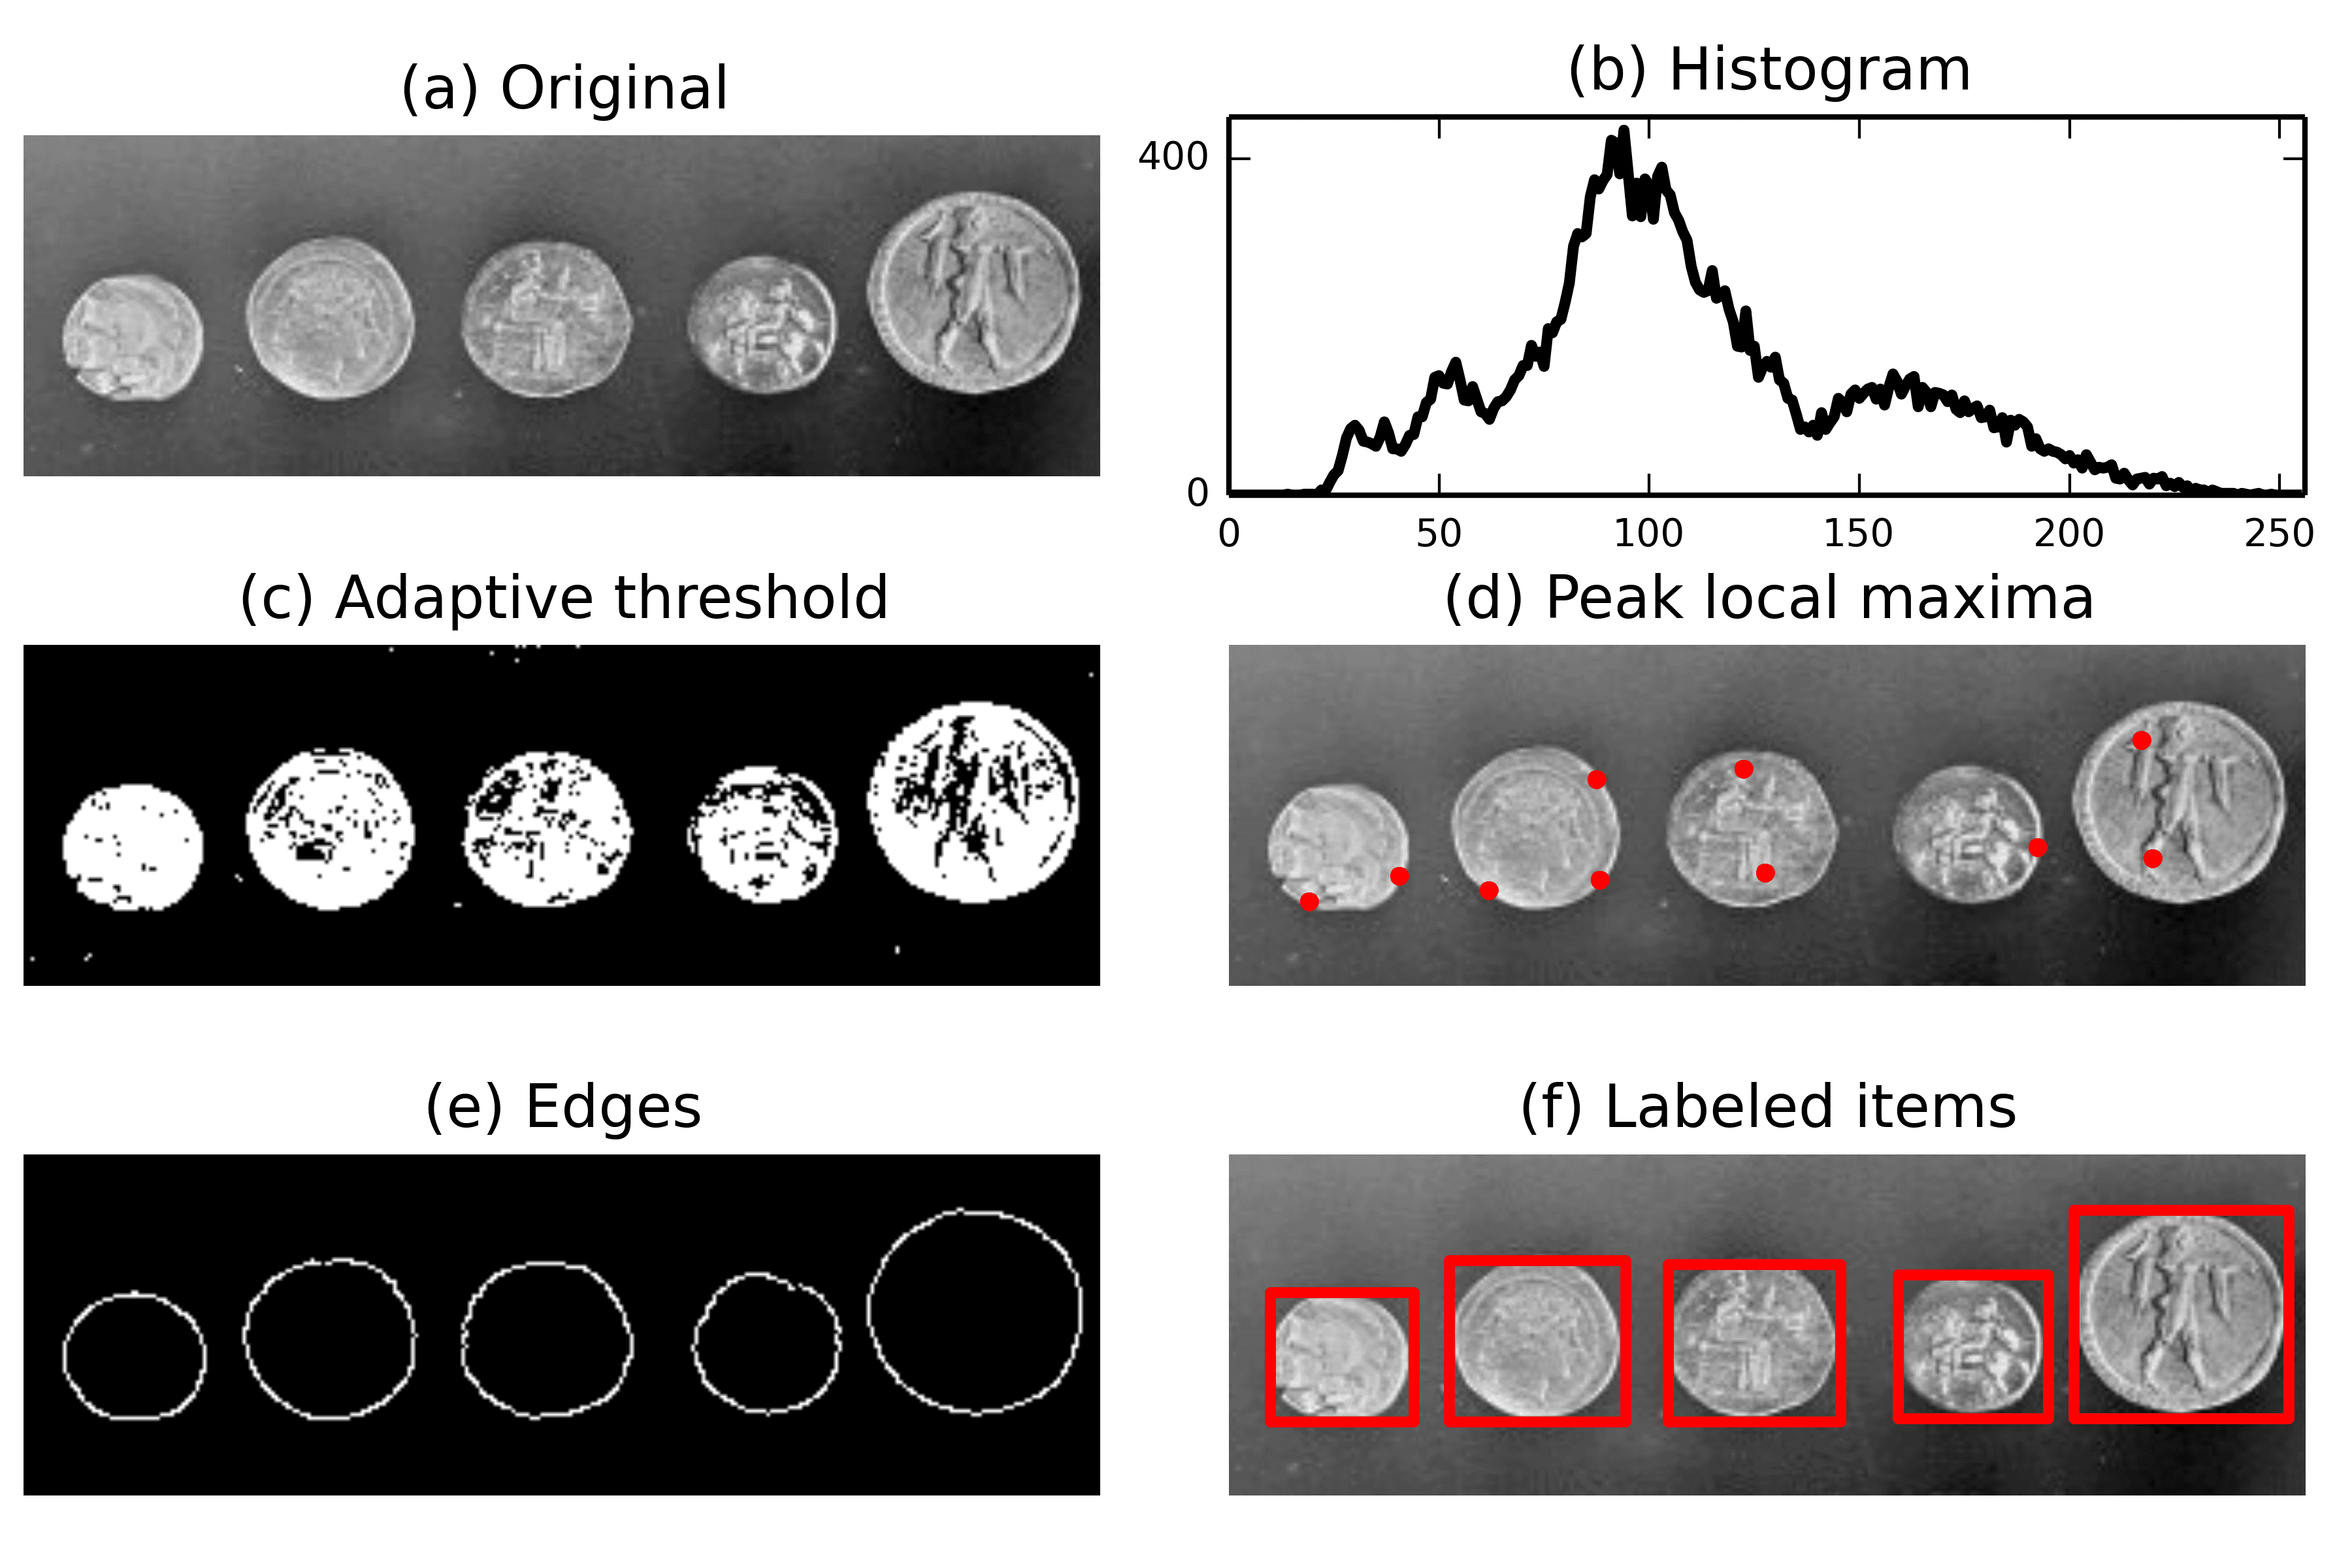 (a) Original
(b) Histogram
400
0
0 50 100 150 200 250
(c) Adaptive threshold
(d) Peak local maxima
(e) Edges
(f) Labeled items